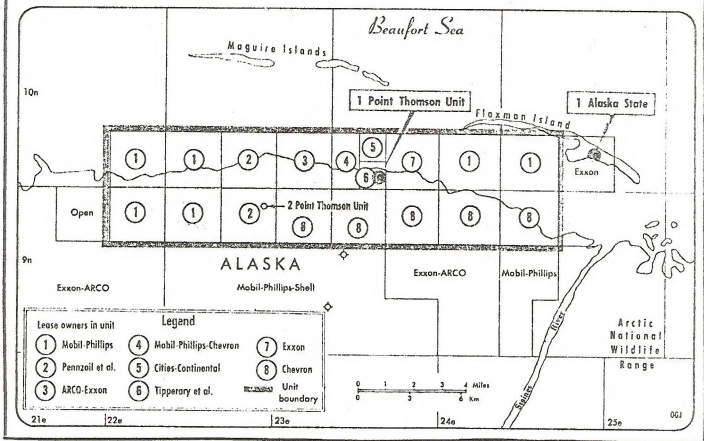 Beaufort Sea
Maguire Islands
10n
1 Point Thomson Unit
Flaxman Island
1 Alaska State
5
1
1
2
3
4
7
1
1
6
Exxon
2 Point Thomson Unit
Open
1
1
2
8
8
8
8
8
9n
ALASKA
Exxon-ARCO
Mobil-Phillips
Exxon-ARCO
Mobil-Phillips-Shell
Legend
Lease owners in unit
1 Mobil-Phillips
4 Mobil-Phillips-Chevron
7 Exxon
2 Pennzoil et al.
5 Cities-Continental
8 Chevron
3 ARCO-Exxon
6 Tipperary et al.
Unit boundary
River
Staines
Arctic
National
Wildlife
Range
0 1 2 3 4 Miles
0 3 6 Km
21e
22e
23e
24e
25e
OGJ